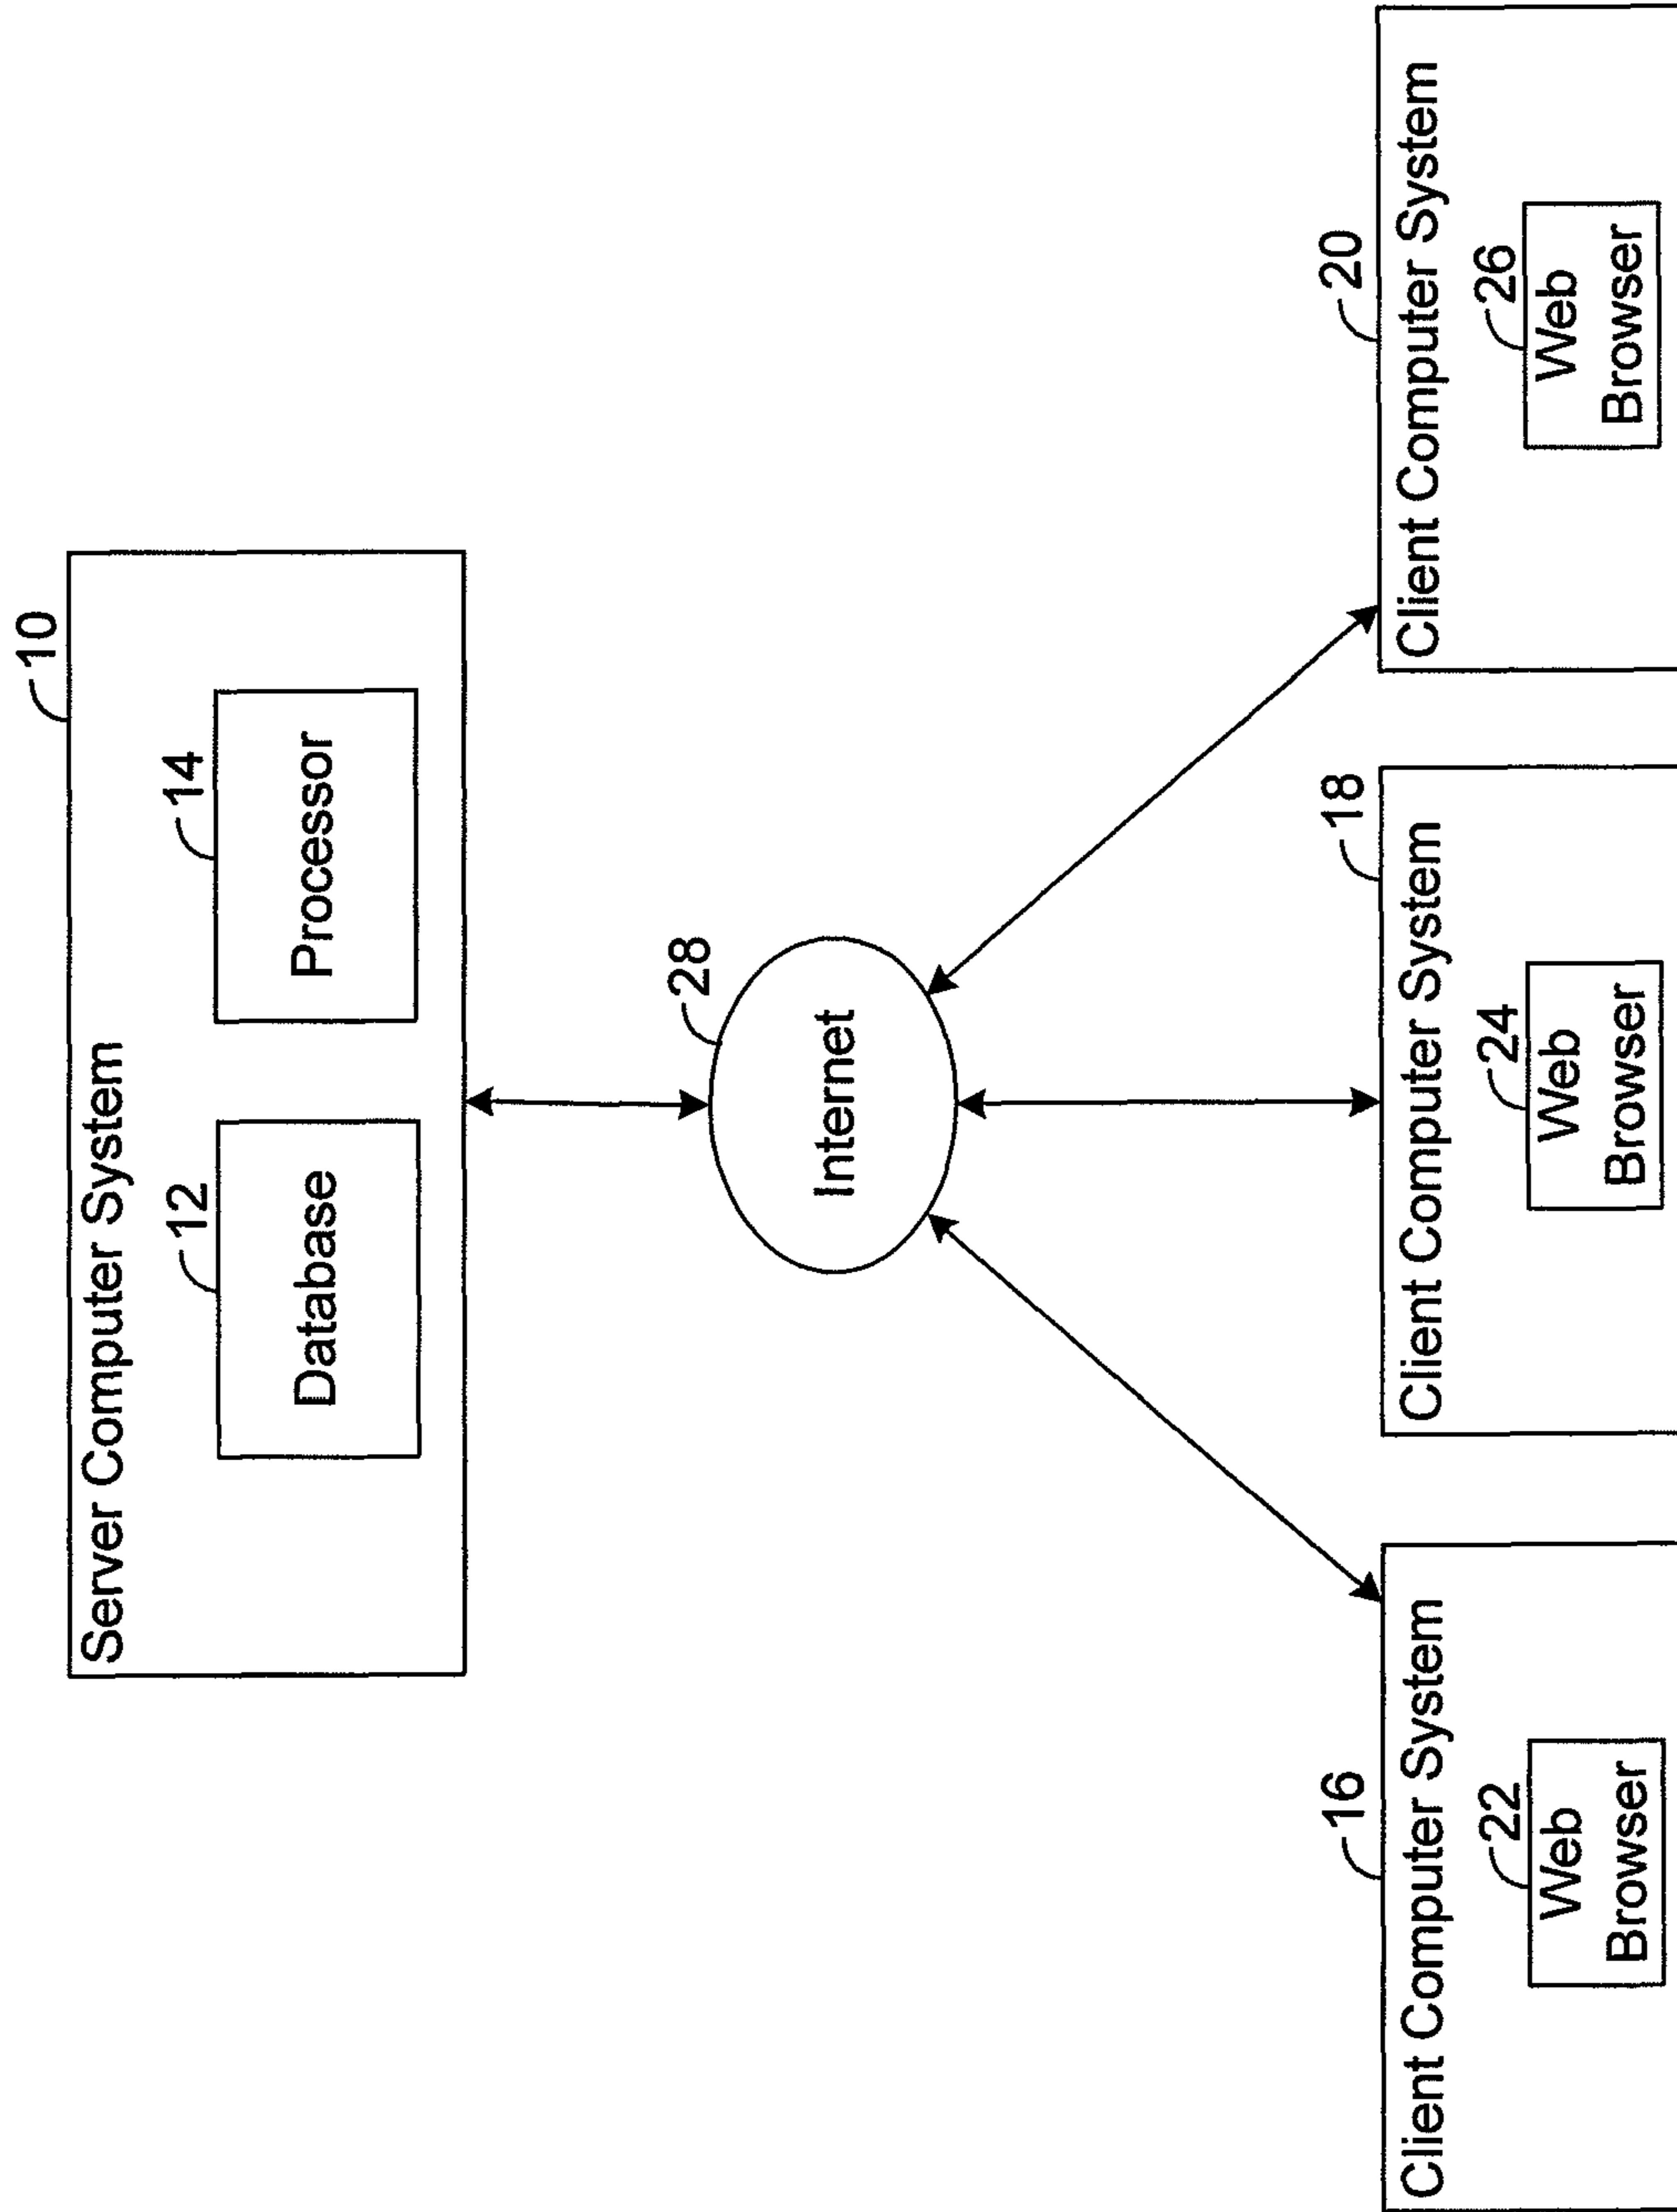 10
Server Computer System
12
14
Database
Processor
28
Internet
16
18
20
Client Computer System
Client Computer System
Client Computer System
22
24
26
Web
Browser
Web
Browser
Web
Browser